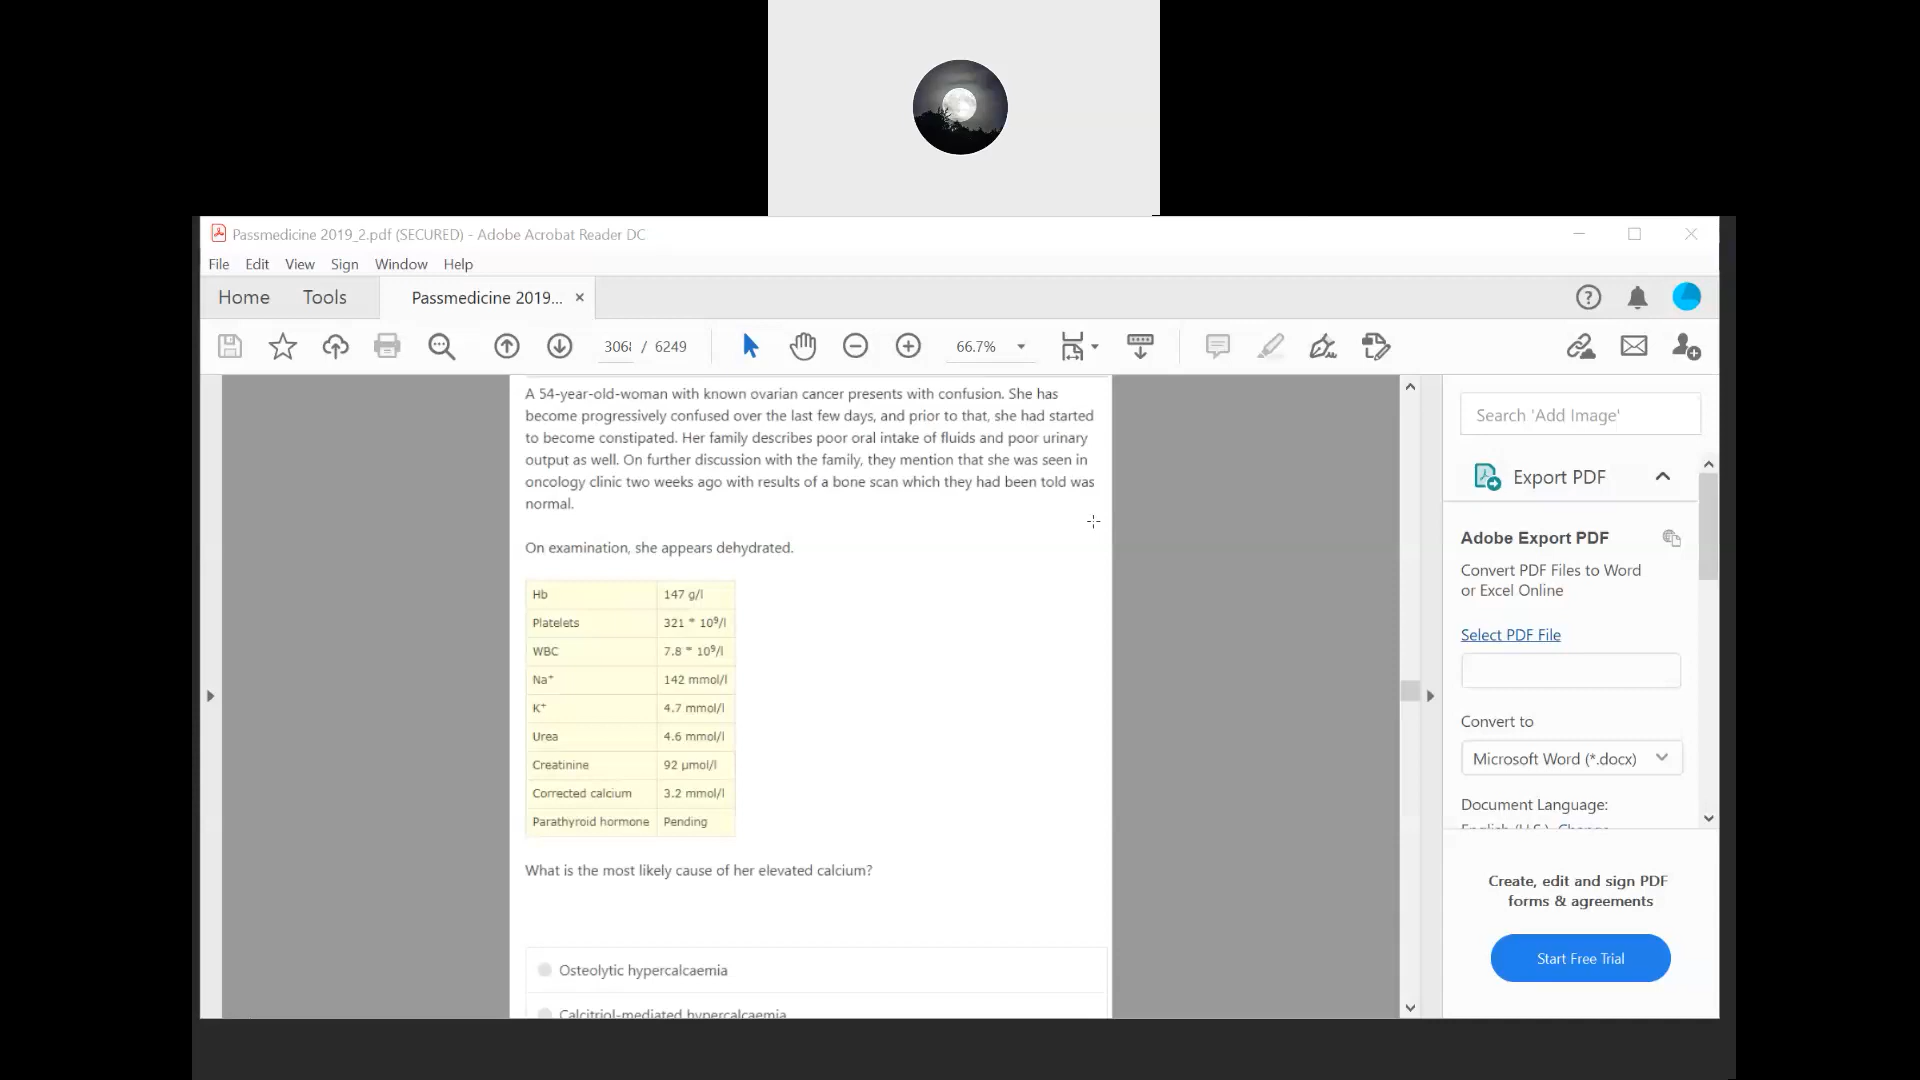 Passmedicine 2019_2.pdf (SECURED) - Adobe Acrobat Reader DC
File Edit View Sign Window Help
Home Tools Passmedicine 2019... ×
306 / 6249 66.7%
A 54-year-old-woman with known ovarian cancer presents with confusion. She has
become progressively confused over the last few days, and prior to that, she had started
to become constipated. Her family describes poor oral intake of fluids and poor urinary
output as well. On further discussion with the family, they mention that she was seen in
oncology clinic two weeks ago with results of a bone scan which they had been told was
normal.
On examination, she appears dehydrated.
Hb 147 g/l
Platelets 321 * 10⁹/l
WBC 7.8 * 10⁹/l
Na⁺ 142 mmol/l
K⁺ 4.7 mmol/l
Urea 4.6 mmol/l
Creatinine 92 µmol/l
Corrected calcium 3.2 mmol/l
Parathyroid hormone Pending
What is the most likely cause of her elevated calcium?
Osteolytic hypercalcaemia
Calcitriol-mediated hypercalcaemia
Search 'Add Image'
Export PDF
Adobe Export PDF
Convert PDF Files to Word
or Excel Online
Select PDF File
Convert to
Microsoft Word (*.docx)
Document Language:
English (U.S.) Change
Create, edit and sign PDF
forms & agreements
Start Free Trial